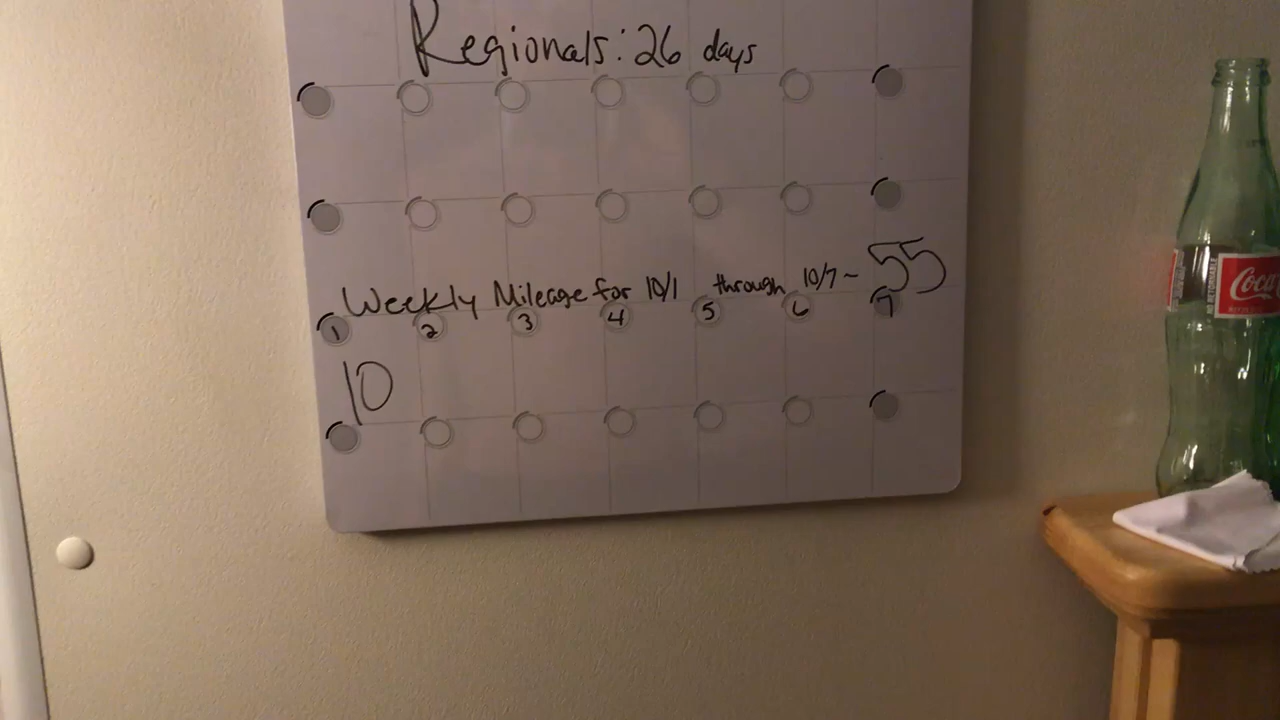 Regionals: 26 days
Weekly Mileage for 10/1 through 10/7 ~ 55
1 2 3 4 5 6 7
10
Coca